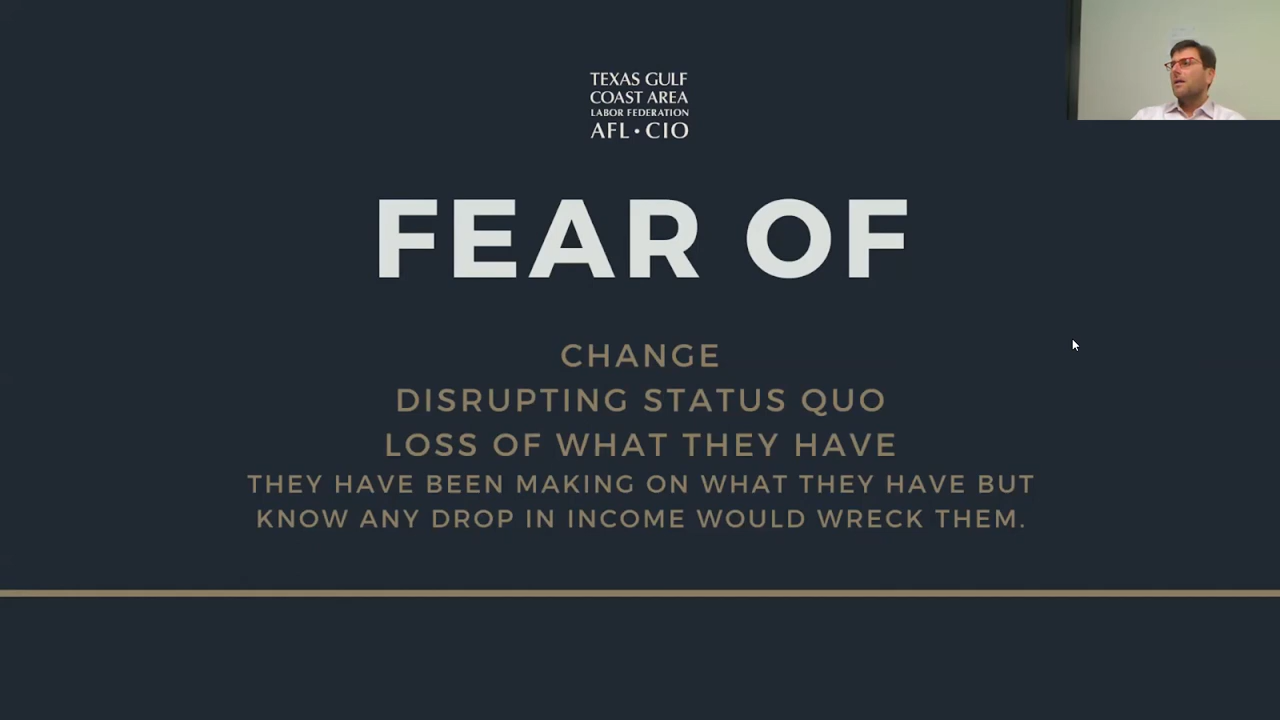 TEXAS GULF
COAST AREA
LABOR FEDERATION
AFL • CIO
FEAR OF
CHANGE
DISRUPTING STATUS QUO
LOSS OF WHAT THEY HAVE
THEY HAVE BEEN MAKING ON WHAT THEY HAVE BUT
KNOW ANY DROP IN INCOME WOULD WRECK THEM.